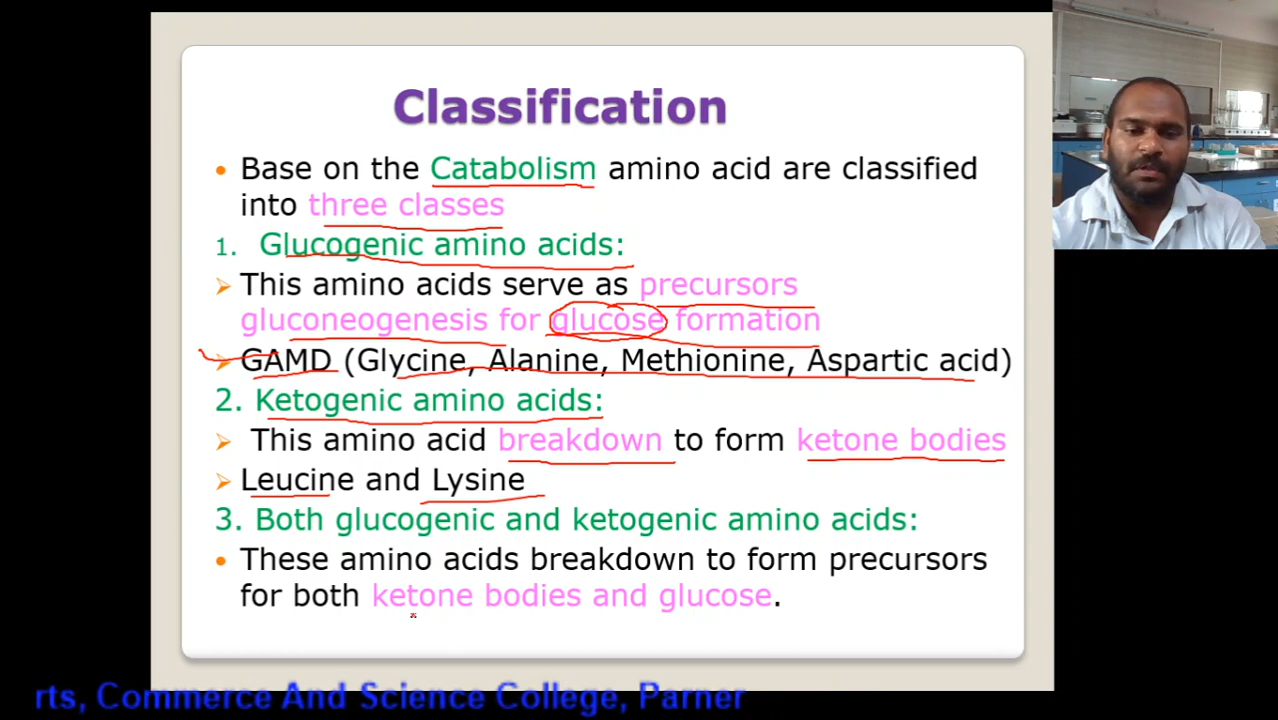 Classification
• Base on the Catabolism amino acid are classified
into three classes
1. Glucogenic amino acids:
➢ This amino acids serve as precursors
gluconeogenesis for glucose formation
➢ GAMD (Glycine, Alanine, Methionine, Aspartic acid)
2. Ketogenic amino acids:
➢ This amino acid breakdown to form ketone bodies
➢ Leucine and Lysine
3. Both glucogenic and ketogenic amino acids:
• These amino acids breakdown to form precursors
for both ketone bodies and glucose.
rts, Commerce And Science College, Parner